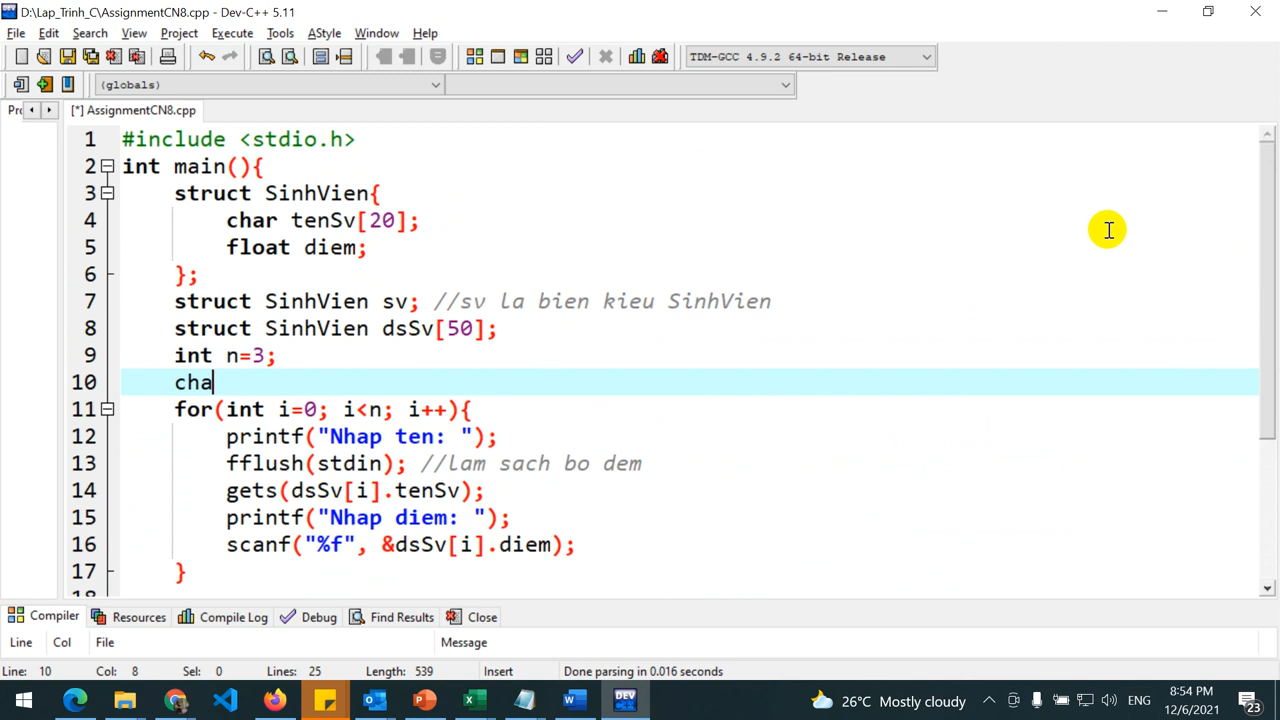 D:\Lap_Trinh_C\AssignmentCN8.cpp - Dev-C++ 5.11
File Edit Search View Project Execute Tools AStyle Window Help
TDM-GCC 4.9.2 64-bit Release
(globals)
Prc [*] AssignmentCN8.cpp
1 #include <stdio.h>
2 int main(){
3 struct SinhVien{
4 char tenSv[20];
5 float diem;
6 };
7 struct SinhVien sv; //sv la bien kieu SinhVien
8 struct SinhVien dsSv[50];
9 int n=3;
10 cha
11 for(int i=0; i<n; i++){
12 printf("Nhap ten: ");
13 fflush(stdin); //lam sach bo dem
14 gets(dsSv[i].tenSv);
15 printf("Nhap diem: ");
16 scanf("%f", &dsSv[i].diem);
17 }
Compiler Resources Compile Log Debug Find Results Close
Line Col File Message
Line: 10 Col: 8 Sel: 0 Lines: 25 Length: 539 Insert Done parsing in 0.016 seconds
DEV
26°C Mostly cloudy ENG 8:54 PM
12/6/2021 23